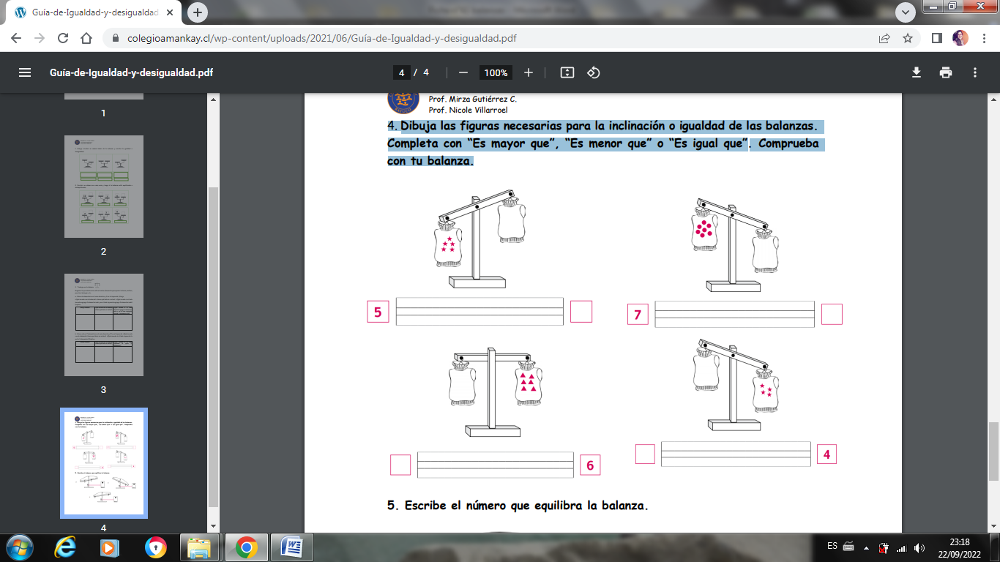 Guía-de-Igualdad-y-desigualdad
colegioamankay.cl/wp-content/uploads/2021/06/Guía-de-Igualdad-y-desigualdad.pdf
Guía-de-Igualdad-y-desigualdad.pdf
4 / 4
100%
1
2
3
4
Prof. Mirza Gutiérrez C.
Prof. Nicole Villarroel
4. Dibuja las figuras necesarias para la inclinación o igualdad de las balanzas.
Completa con “Es mayor que”, “Es menor que” o “Es igual que”. Comprueba
con tu balanza.
5
7
6
4
5. Escribe el número que equilibra la balanza.
ES
23:18
22/09/2022